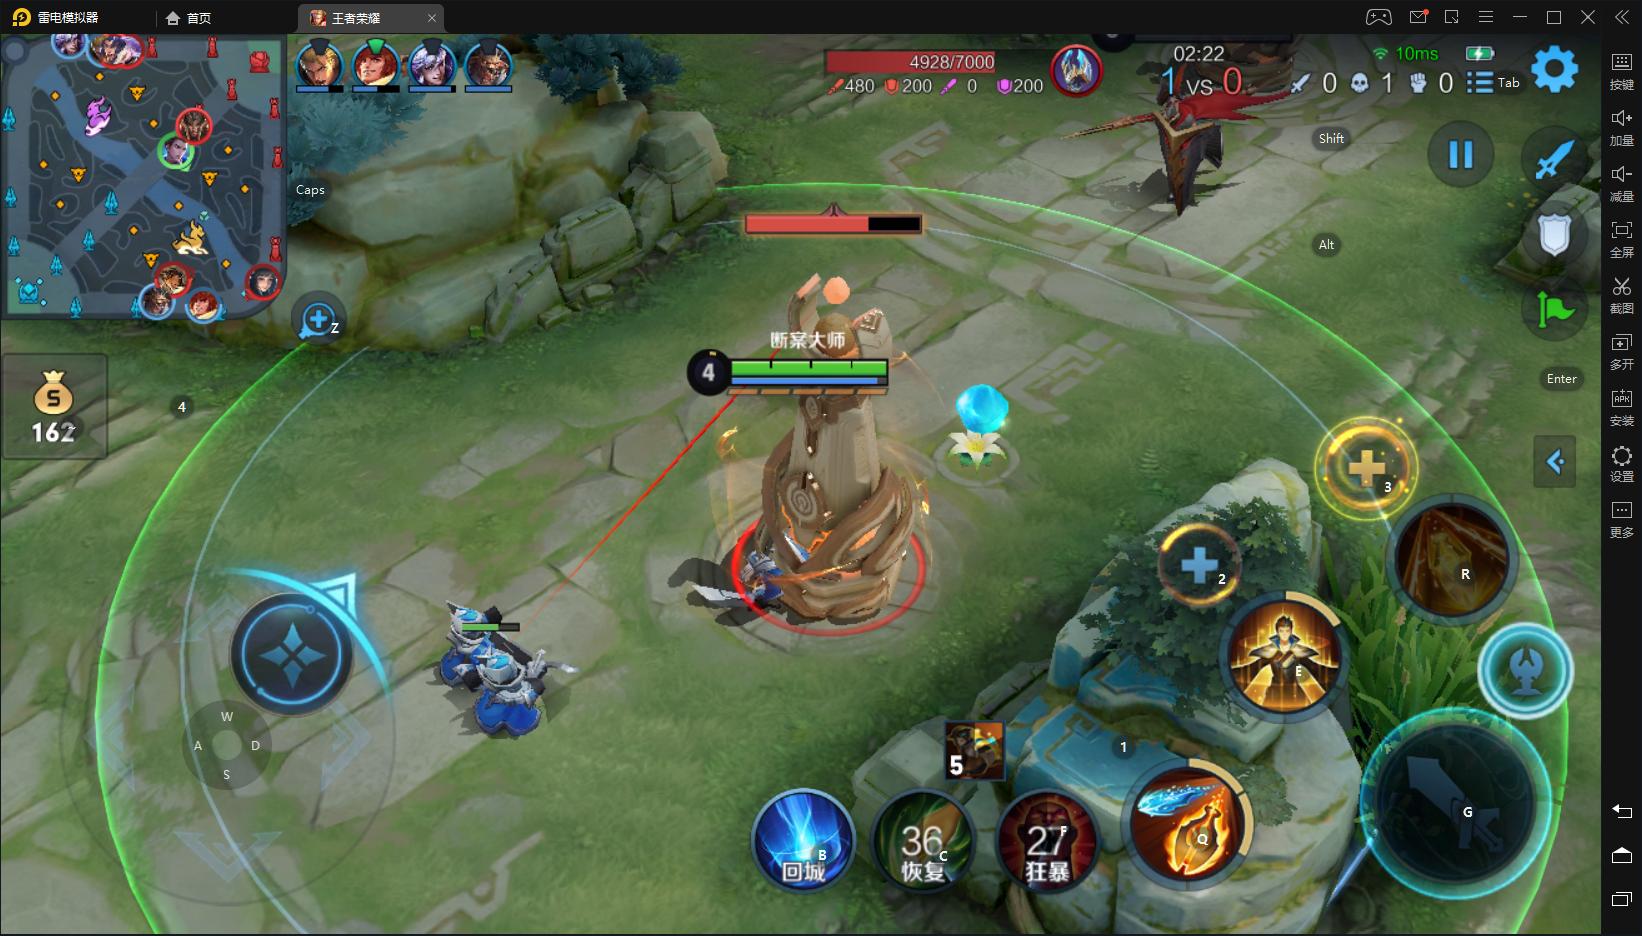 雷电模拟器
首页
王者荣耀
4928/7000
480 200 0 200
02:22
1 VS 0
10ms
0 1 0
Tab
按键
加量
减量
全屏
截图
多开
安装
设置
更多
Caps
Shift
Alt
Enter
Z
162
4
断案大师
4
3
2
R
E
W
A D
S
1
5
G
Q
B
回城
36
C
恢复
27
F
狂暴
APK